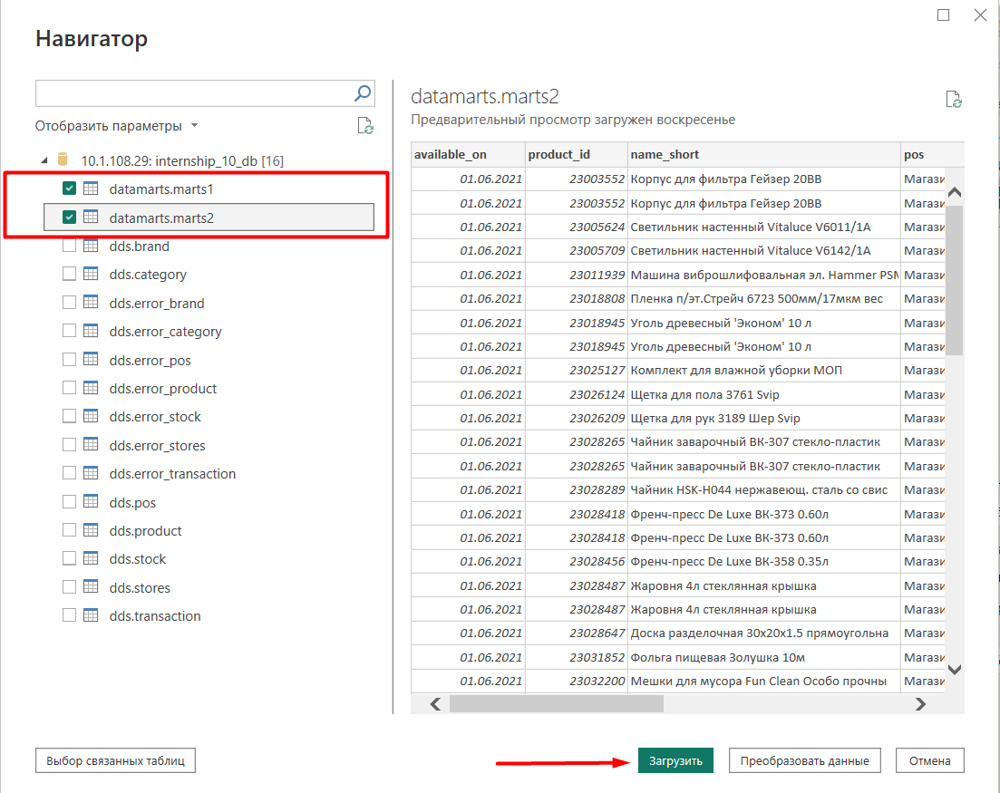 Навигатор
Отобразить параметры
10.1.108.29: internship_10_db [16]
datamarts.marts1
datamarts.marts2
dds.brand
dds.category
dds.error_brand
dds.error_category
dds.error_pos
dds.error_product
dds.error_stock
dds.error_stores
dds.error_transaction
dds.pos
dds.product
dds.stock
dds.stores
dds.transaction
datamarts.marts2
Предварительный просмотр загружен воскресенье
available_on product_id name_short pos
01.06.2021 23003552 Корпус для фильтра Гейзер 20ВВ Магази
01.06.2021 23003552 Корпус для фильтра Гейзер 20ВВ Магази
01.06.2021 23005624 Светильник настенный Vitaluce V6011/1A Магази
01.06.2021 23005709 Светильник настенный Vitaluce V6142/1A Магази
01.06.2021 23011939 Машина виброшлифовальная эл. Hammer PSM Магази
01.06.2021 23018808 Пленка п/эт.Стрейч 6723 500мм/17мкм вес Магази
01.06.2021 23018945 Уголь древесный 'Эконом' 10 л Магази
01.06.2021 23018945 Уголь древесный 'Эконом' 10 л Магази
01.06.2021 23025127 Комплект для влажной уборки МОП Магази
01.06.2021 23026124 Щетка для пола 3761 Svip Магази
01.06.2021 23026209 Щетка для рук 3189 Шер Svip Магази
01.06.2021 23028265 Чайник заварочный ВК-307 стекло-пластик Магази
01.06.2021 23028265 Чайник заварочный ВК-307 стекло-пластик Магази
01.06.2021 23028289 Чайник HSK-H044 нержавеющ. сталь со свис Магази
01.06.2021 23028418 Френч-пресс De Luxe ВК-373 0.60л Магази
01.06.2021 23028418 Френч-пресс De Luxe ВК-373 0.60л Магази
01.06.2021 23028456 Френч-пресс De Luxe ВК-358 0.35л Магази
01.06.2021 23028487 Жаровня 4л стеклянная крышка Магази
01.06.2021 23028487 Жаровня 4л стеклянная крышка Магази
01.06.2021 23028647 Доска разделочная 30х20х1.5 прямоугольна Магази
01.06.2021 23031852 Фольга пищевая Золушка 10м Магази
01.06.2021 23032200 Мешки для мусора Fun Clean Особо прочны Магази
Выбор связанных таблиц
Загрузить
Преобразовать данные
Отмена